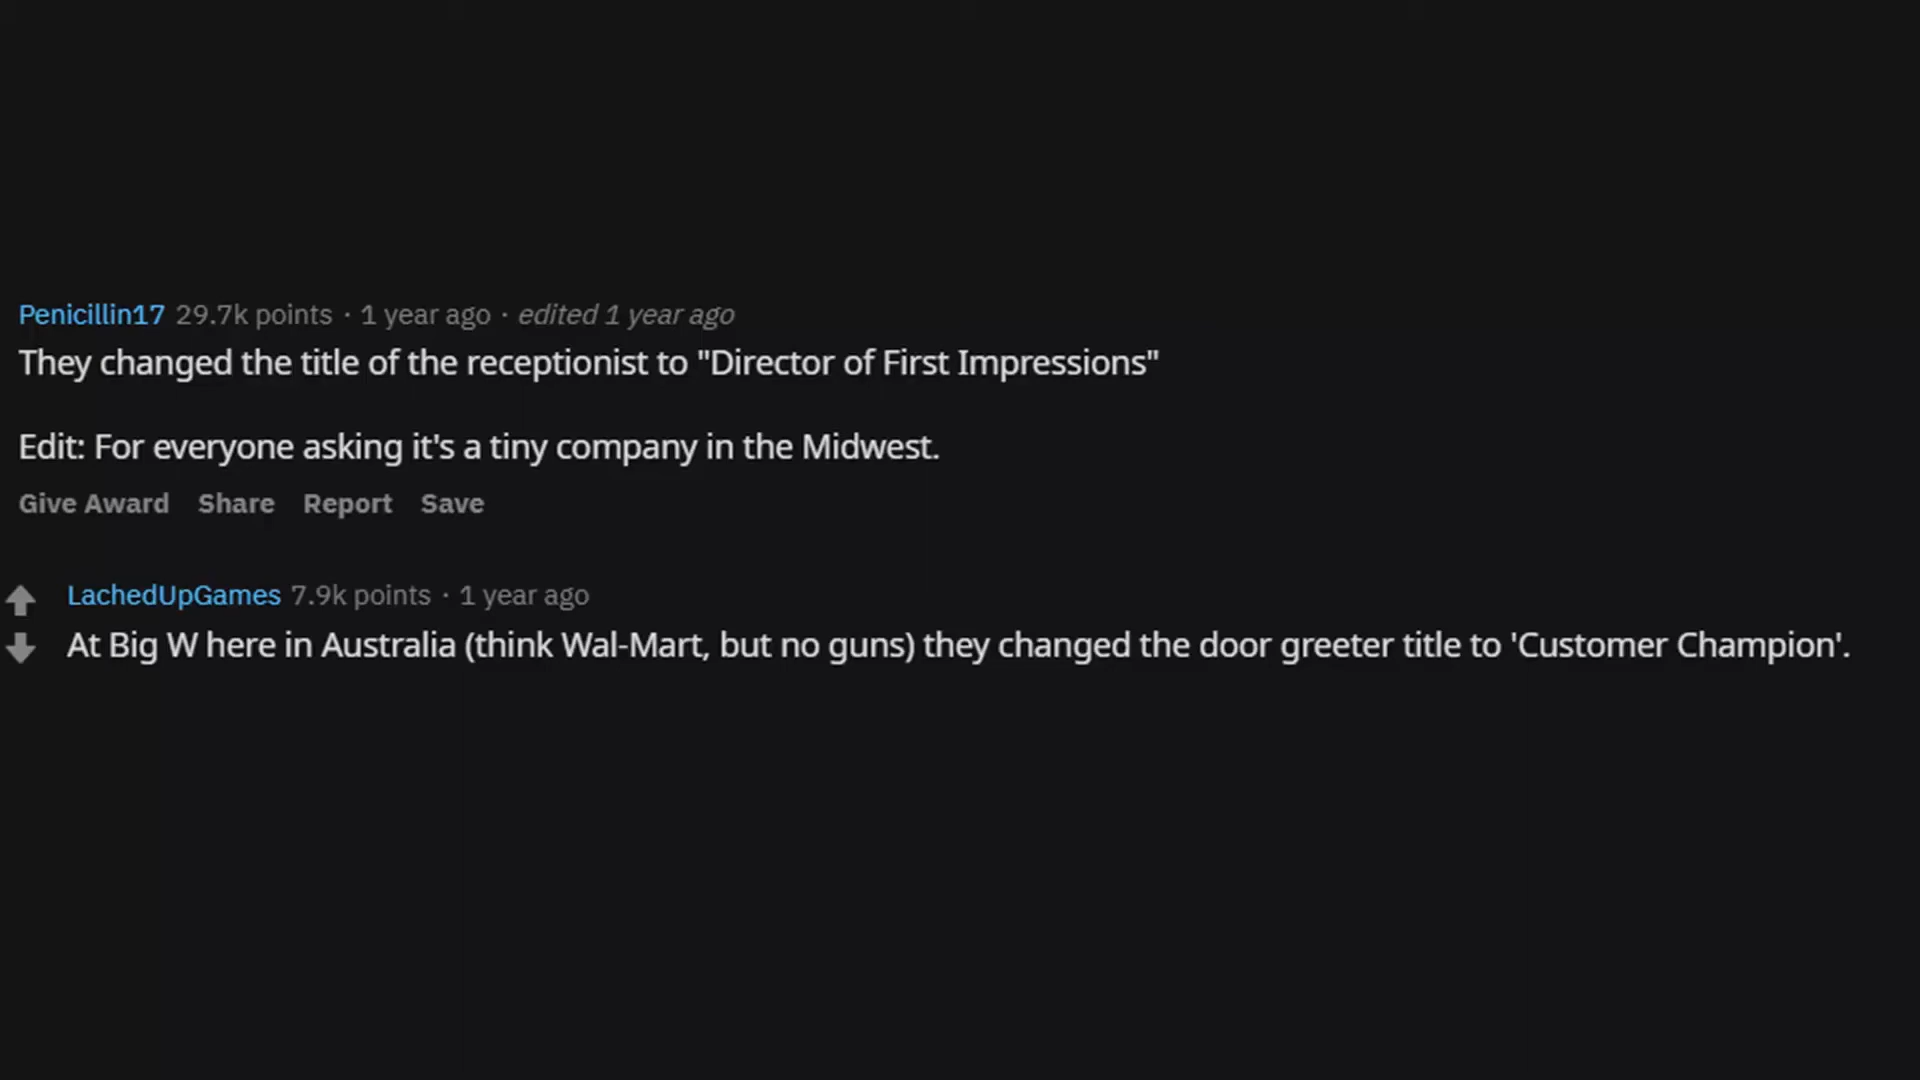 Penicillin17 29.7k points · 1 year ago · edited 1 year ago
They changed the title of the receptionist to "Director of First Impressions"
Edit: For everyone asking it's a tiny company in the Midwest.
Give Award Share Report Save
LachedUpGames 7.9k points · 1 year ago
At Big W here in Australia (think Wal-Mart, but no guns) they changed the door greeter title to 'Customer Champion'.